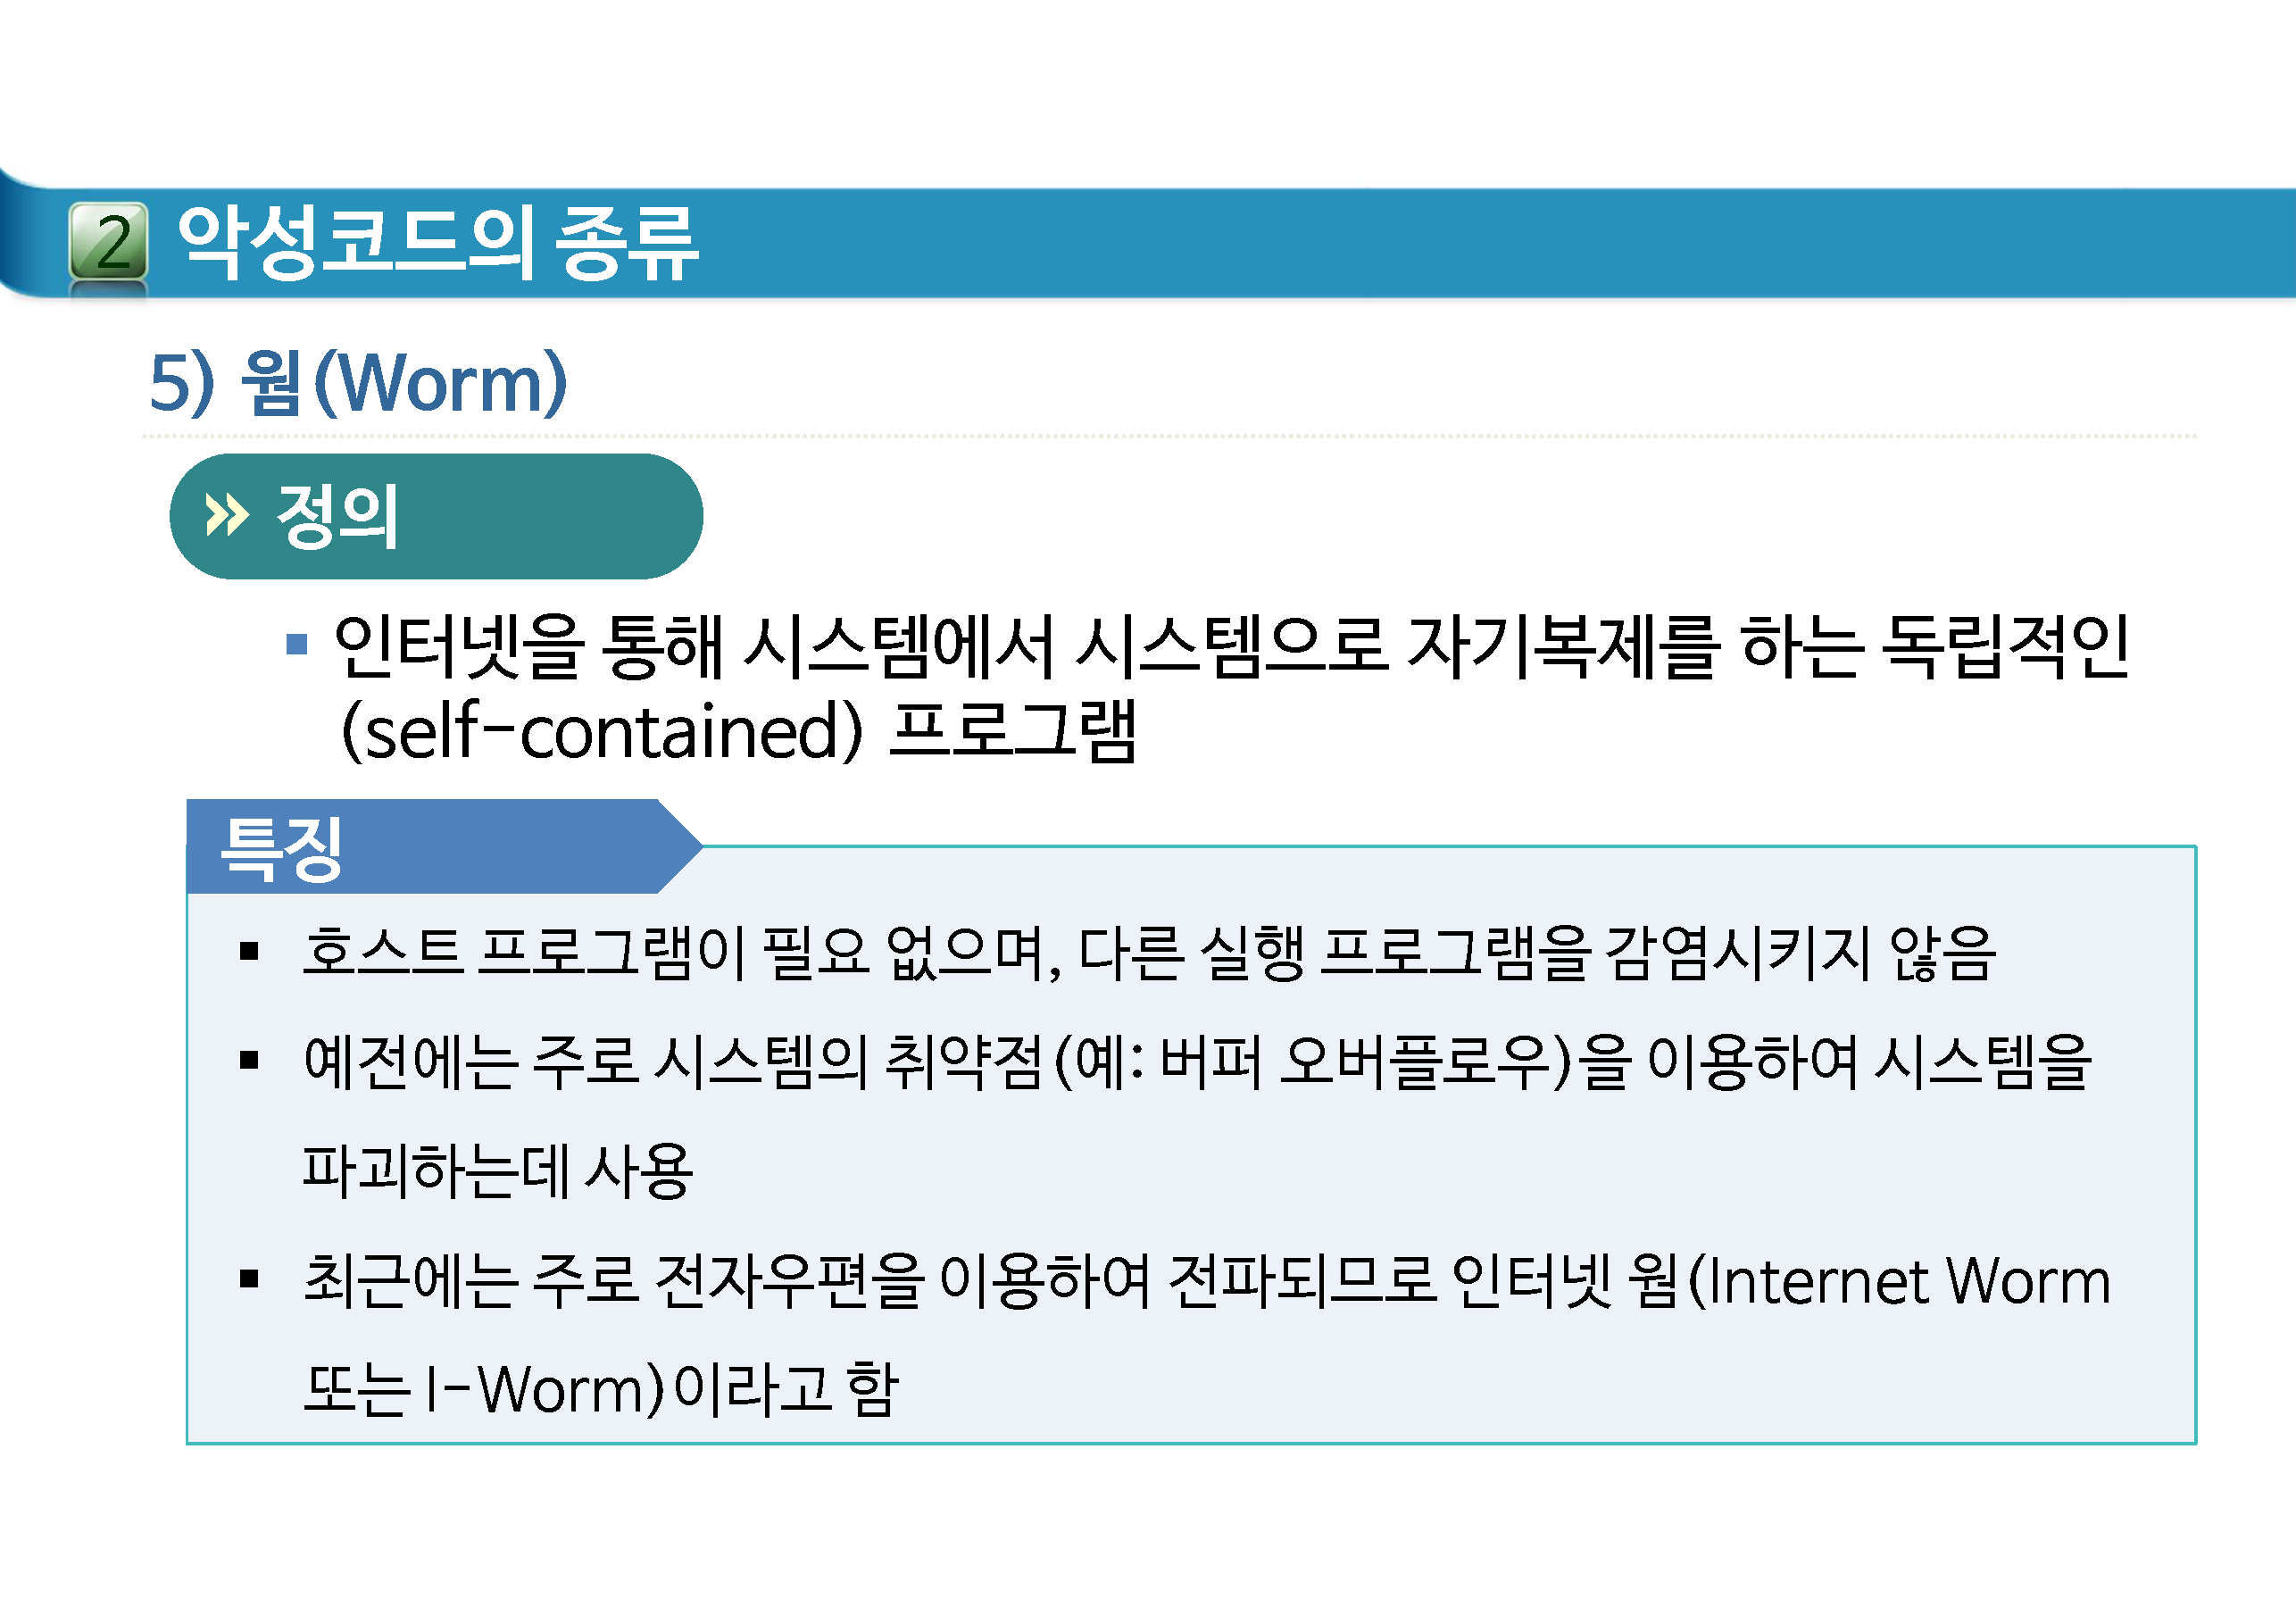 2 악성코드의 종류
5) 웜(Worm)
» 정의
▪ 인터넷을 통해 시스템에서 시스템으로 자기복제를 하는 독립적인
(self-contained) 프로그램
특징
▪ 호스트 프로그램이 필요 없으며, 다른 실행 프로그램을 감염시키지 않음
▪ 예전에는 주로 시스템의 취약점(예: 버퍼 오버플로우)을 이용하여 시스템을
파괴하는데 사용
▪ 최근에는 주로 전자우편을 이용하여 전파되므로 인터넷 웜(Internet Worm
또는 I-Worm)이라고 함